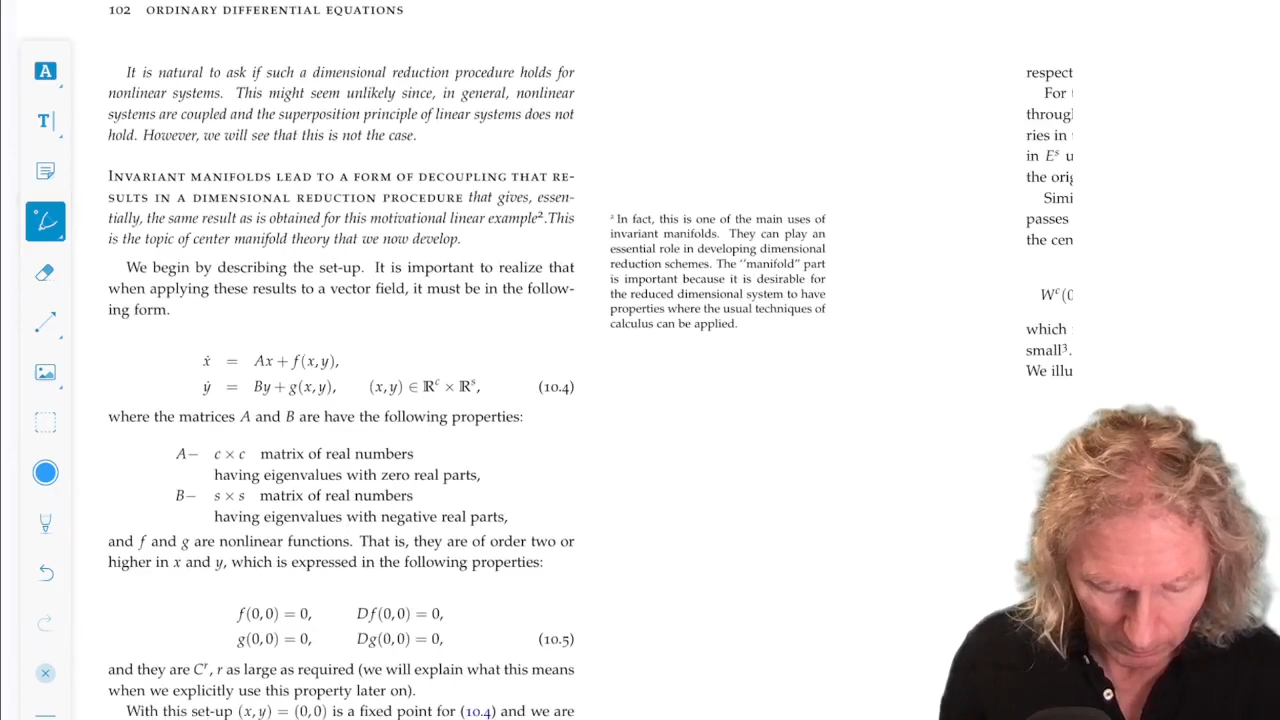 102 ORDINARY DIFFERENTIAL EQUATIONS
It is natural to ask if such a dimensional reduction procedure holds for
nonlinear systems. This might seem unlikely since, in general, nonlinear
systems are coupled and the superposition principle of linear systems does not
hold. However, we will see that this is not the case.
INVARIANT MANIFOLDS LEAD TO A FORM OF DECOUPLING THAT RE-
SULTS IN A DIMENSIONAL REDUCTION PROCEDURE that gives, essen-
tially, the same result as is obtained for this motivational linear example².This
is the topic of center manifold theory that we now develop.
We begin by describing the set-up. It is important to realize that
when applying these results to a vector field, it must be in the follow-
ing form.
ẋ = Ax + f(x,y),
ẏ = By + g(x,y), (x,y) ∈ ℝᶜ × ℝˢ, (10.4)
where the matrices A and B are have the following properties:
A− c × c matrix of real numbers
having eigenvalues with zero real parts,
B− s × s matrix of real numbers
having eigenvalues with negative real parts,
and f and g are nonlinear functions. That is, they are of order two or
higher in x and y, which is expressed in the following properties:
f(0,0) = 0, Df(0,0) = 0,
g(0,0) = 0, Dg(0,0) = 0, (10.5)
and they are Cʳ, r as large as required (we will explain what this means
when we explicitly use this property later on).
With this set-up (x,y) = (0,0) is a fixed point for (10.4) and we are
² In fact, this is one of the main uses of
invariant manifolds. They can play an
essential role in developing dimensional
reduction schemes. The ''manifold" part
is important because it is desirable for
the reduced dimensional system to have
properties where the usual techniques of
calculus can be applied.
respect
For
through
ries in
in Eˢ u
the orig
Simi
passes
the cen
Wᶜ(0
which
small³.
We illu
A
T